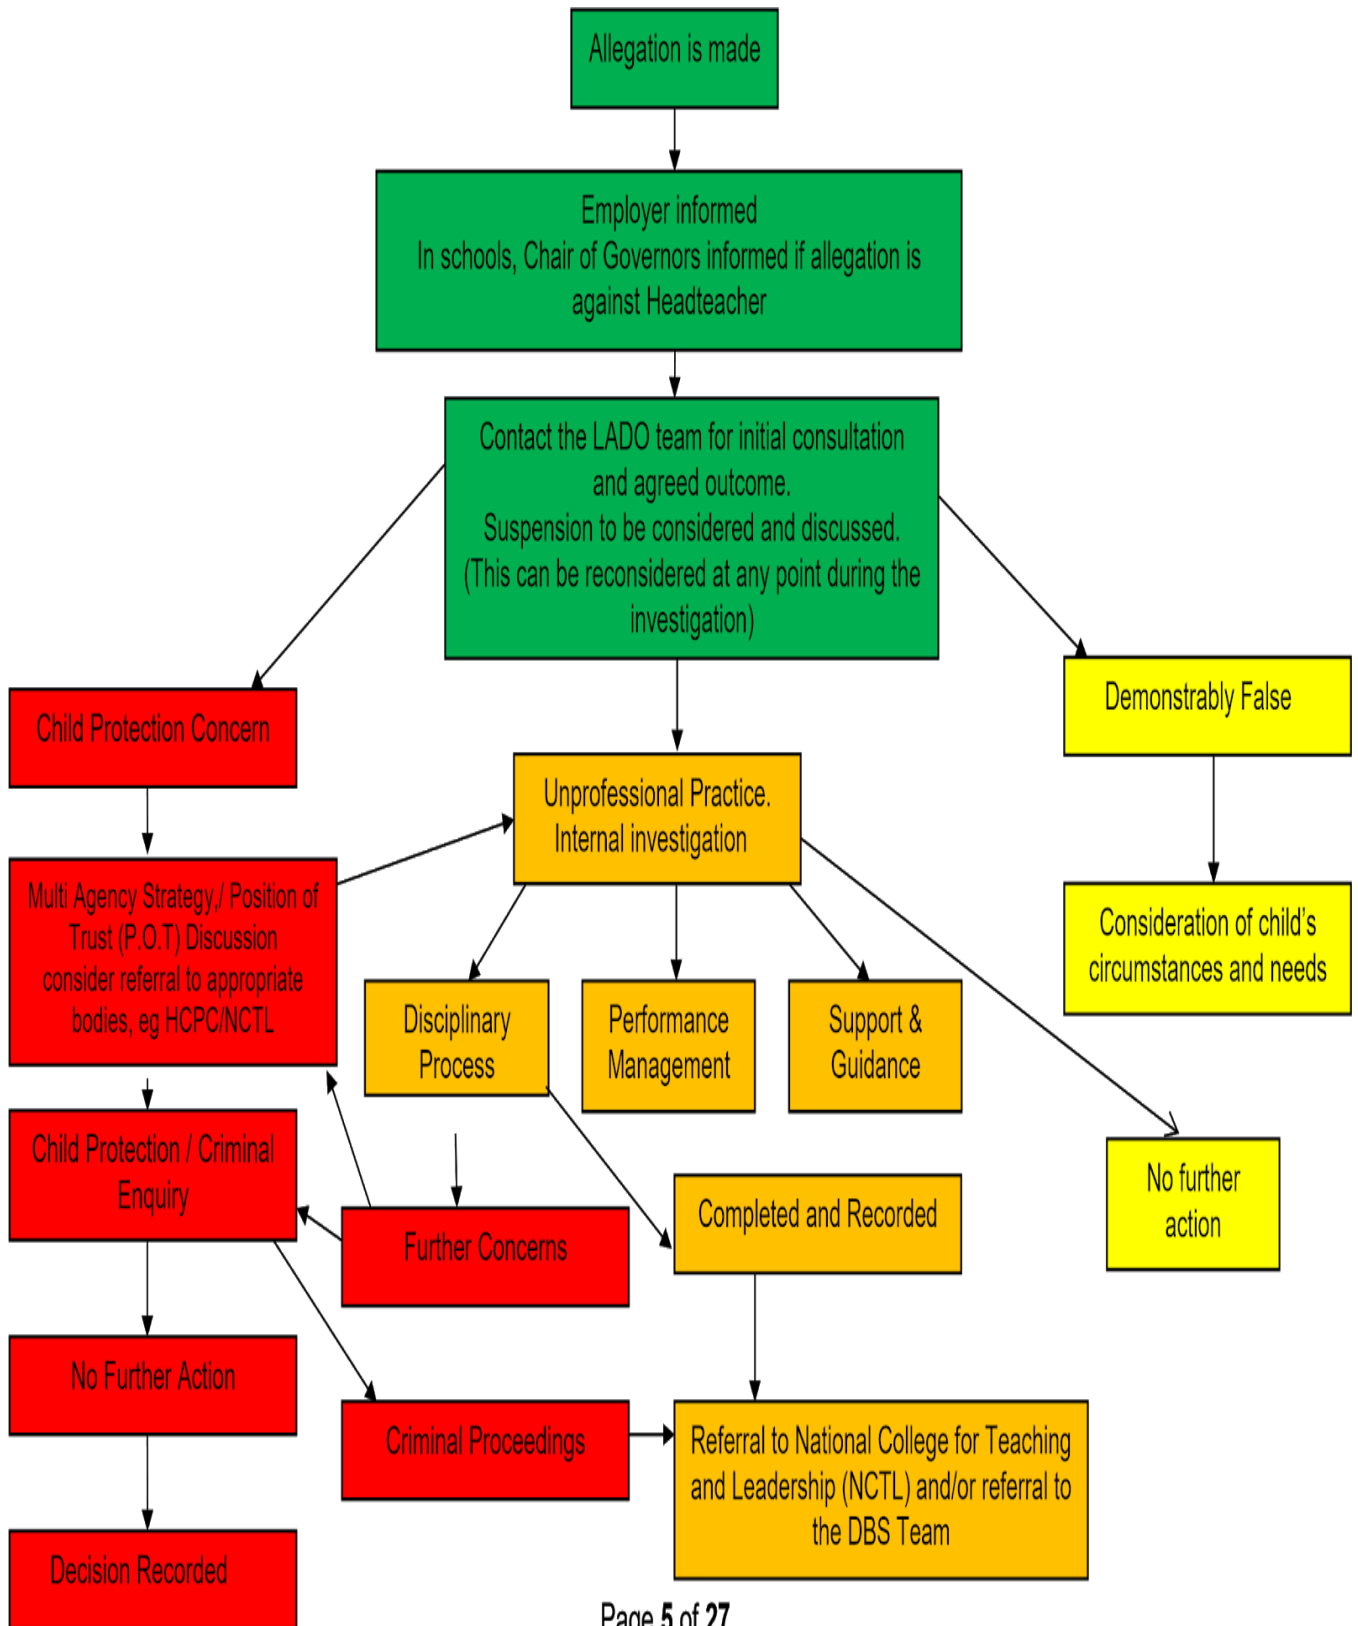 Allegation is made
Employer informed
In schools, Chair of Governors informed if allegation is
against Headteacher
Contact the LADO team for initial consultation
and agreed outcome.
Suspension to be considered and discussed.
(This can be reconsidered at any point during the
investigation)
Child Protection Concern
Demonstrably False
Unprofessional Practice.
Internal investigation
Multi Agency Strategy,/ Position of
Trust (P.O.T) Discussion
consider referral to appropriate
bodies, eg HCPC/NCTL
Consideration of child's
circumstances and needs
Disciplinary
Process
Performance
Management
Support &
Guidance
Child Protection / Criminal
Enquiry
No further
action
Completed and Recorded
Further Concerns
No Further Action
Criminal Proceedings
Referral to National College for Teaching
and Leadership (NCTL) and/or referral to
the DBS Team
Decision Recorded
Page 5 of 27